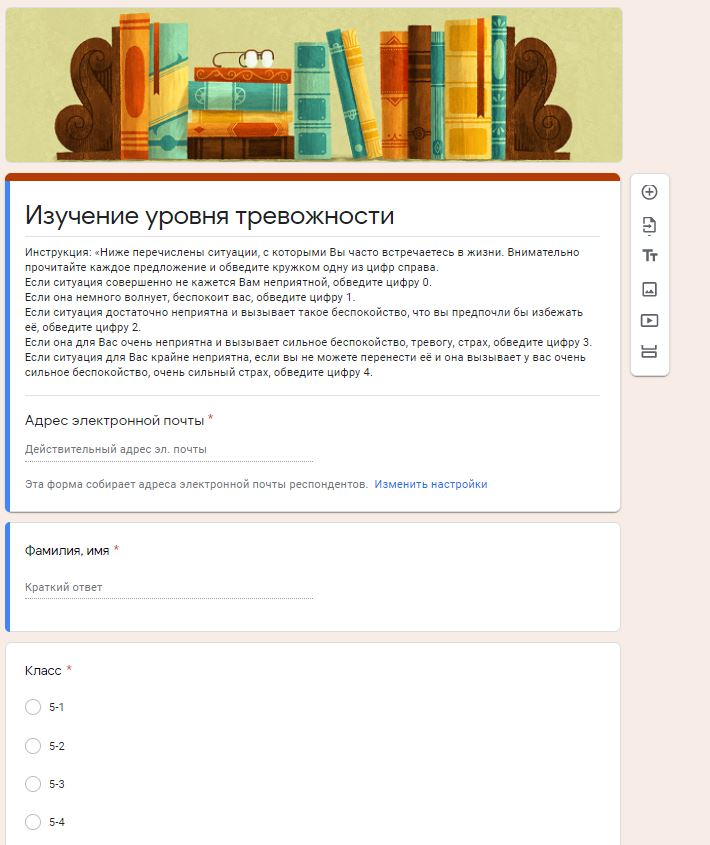 Изучение уровня тревожности
Инструкция: «Ниже перечислены ситуации, с которыми Вы часто встречаетесь в жизни. Внимательно
прочитайте каждое предложение и обведите кружком одну из цифр справа.
Если ситуация совершенно не кажется Вам неприятной, обведите цифру 0.
Если она немного волнует, беспокоит вас, обведите цифру 1.
Если ситуация достаточно неприятна и вызывает такое беспокойство, что вы предпочли бы избежать
её, обведите цифру 2.
Если она для Вас очень неприятна и вызывает сильное беспокойство, тревогу, страх, обведите цифру 3.
Если ситуация для Вас крайне неприятна, если вы не можете перенести её и она вызывает у вас очень
сильное беспокойство, очень сильный страх, обведите цифру 4.
Адрес электронной почты *
Действительный адрес эл. почты
Эта форма собирает адреса электронной почты респондентов. Изменить настройки
Фамилия, имя *
Краткий ответ
Класс *
5-1
5-2
5-3
5-4